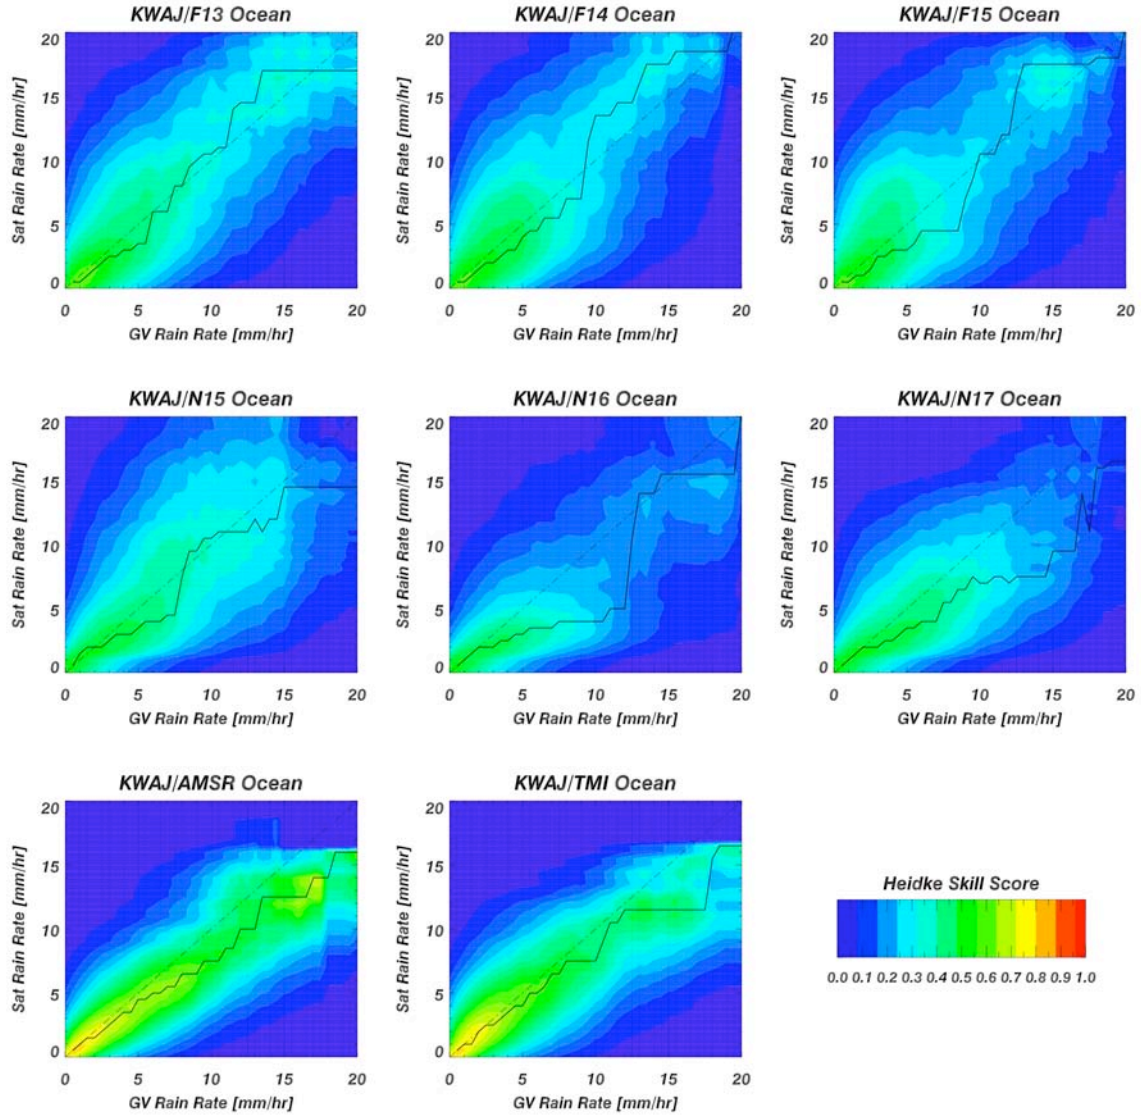 KWAJ/F13 Ocean
KWAJ/F14 Ocean
KWAJ/F15 Ocean
Sat Rain Rate [mm/hr]
20
15
10
5
0
0 5 10 15 20
GV Rain Rate [mm/hr]
Sat Rain Rate [mm/hr]
20
15
10
5
0
0 5 10 15 20
GV Rain Rate [mm/hr]
Sat Rain Rate [mm/hr]
20
15
10
5
0
0 5 10 15 20
GV Rain Rate [mm/hr]
KWAJ/N15 Ocean
KWAJ/N16 Ocean
KWAJ/N17 Ocean
Sat Rain Rate [mm/hr]
20
15
10
5
0
0 5 10 15 20
GV Rain Rate [mm/hr]
Sat Rain Rate [mm/hr]
20
15
10
5
0
0 5 10 15 20
GV Rain Rate [mm/hr]
Sat Rain Rate [mm/hr]
20
15
10
5
0
0 5 10 15 20
GV Rain Rate [mm/hr]
KWAJ/AMSR Ocean
KWAJ/TMI Ocean
Sat Rain Rate [mm/hr]
20
15
10
5
0
0 5 10 15 20
GV Rain Rate [mm/hr]
Sat Rain Rate [mm/hr]
20
15
10
5
0
0 5 10 15 20
GV Rain Rate [mm/hr]
Heidke Skill Score
0.0 0.1 0.2 0.3 0.4 0.5 0.6 0.7 0.8 0.9 1.0